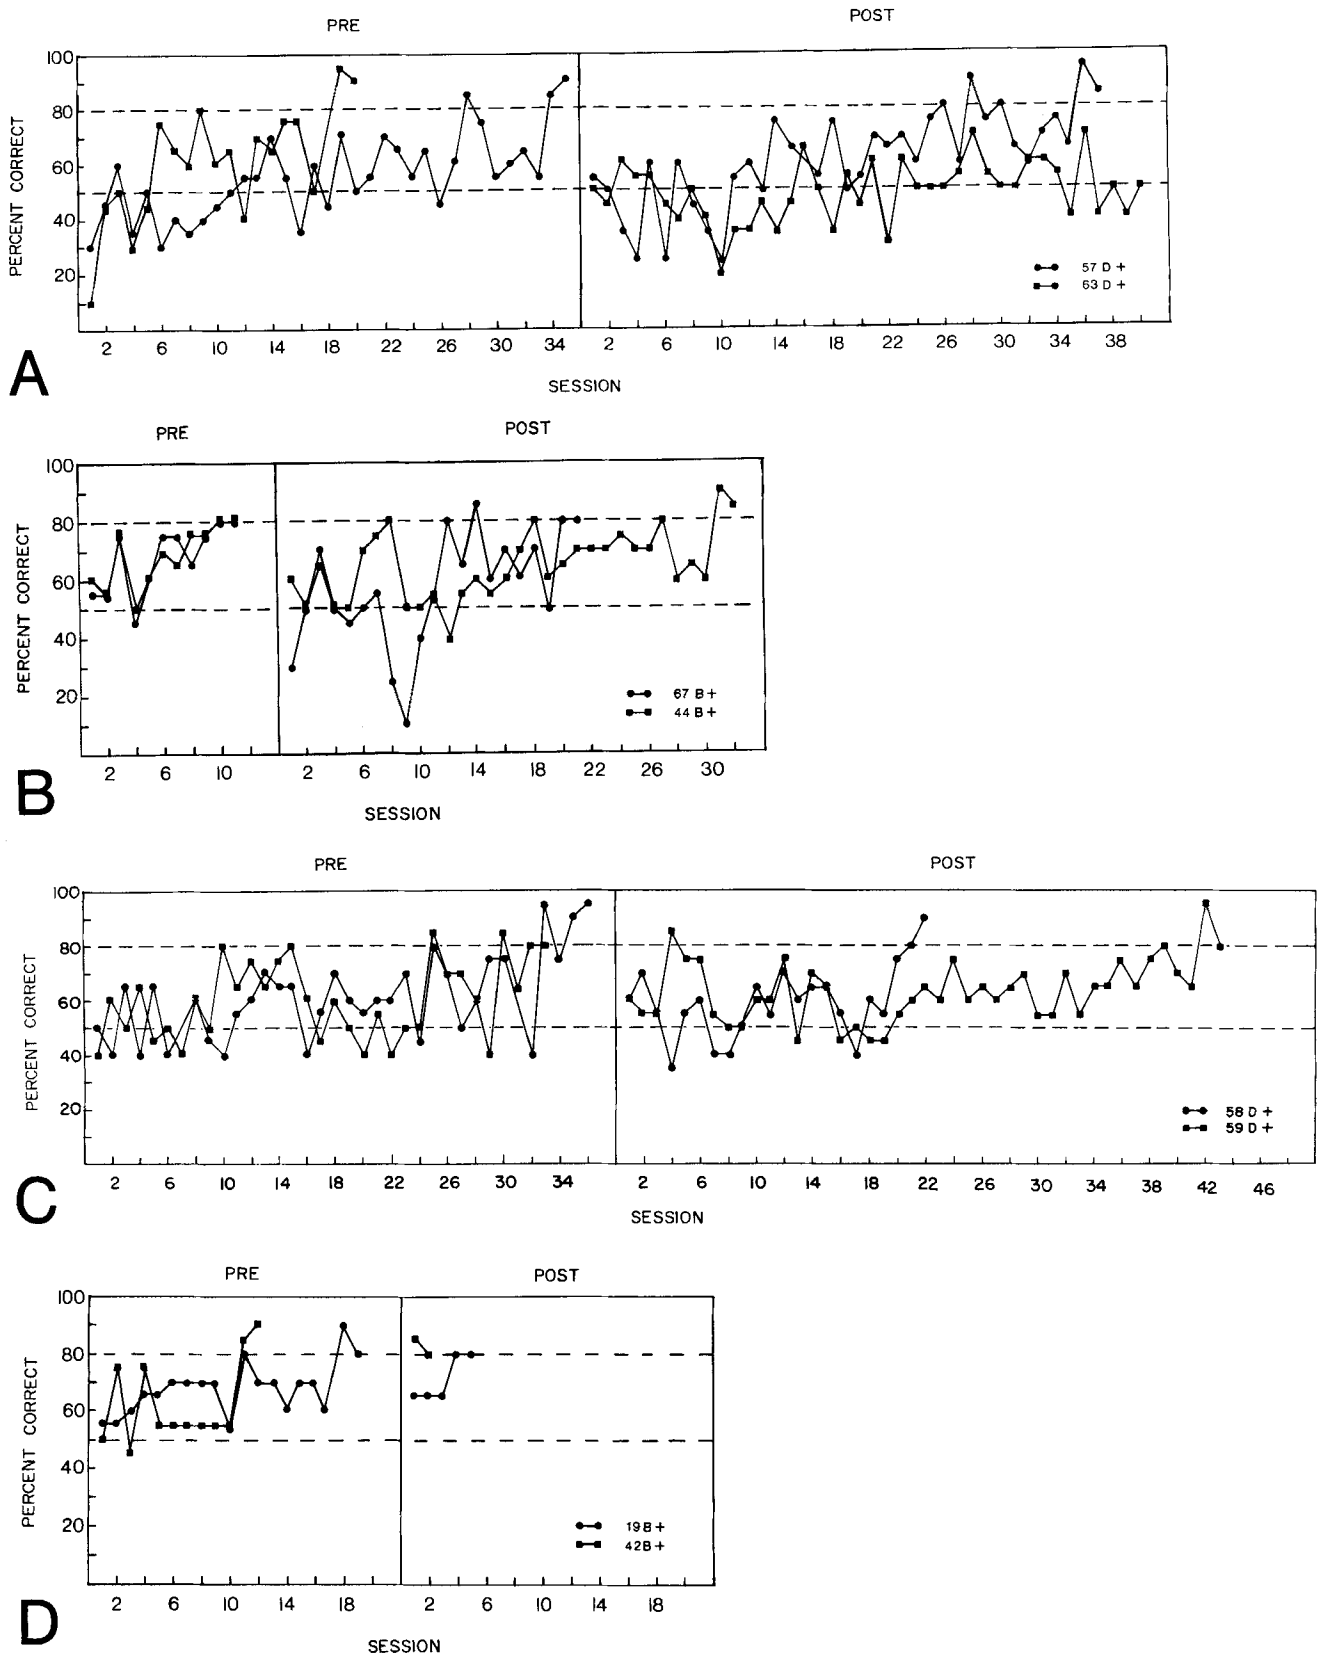 PRE POST
100
80
60
40
20
PERCENT CORRECT
57 D +
63 D +
2 6 10 14 18 22 26 30 34 2 6 10 14 18 22 26 30 34 38
A
SESSION
PRE POST
100
80
60
40
20
PERCENT CORRECT
67 B +
44 B +
2 6 10 2 6 10 14 18 22 26 30
B
SESSION
PRE POST
100
80
60
40
20
PERCENT CORRECT
58 D +
59 D +
2 6 10 14 18 22 26 30 34 2 6 10 14 18 22 26 30 34 38 42 46
C
SESSION
PRE POST
100
80
60
40
20
PERCENT CORRECT
19 B +
42 B +
2 6 10 14 18 2 6 10 14 18
D
SESSION